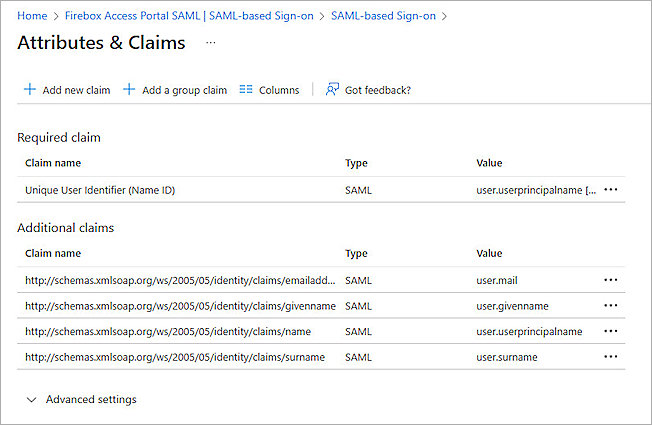 Home > Firebox Access Portal SAML | SAML-based Sign-on > SAML-based Sign-on >
Attributes & Claims ...
+ Add new claim + Add a group claim Columns | Got feedback?
Required claim
Claim name Type Value
Unique User Identifier (Name ID) SAML user.userprincipalname [... ...
Additional claims
Claim name Type Value
http://schemas.xmlsoap.org/ws/2005/05/identity/claims/emailadd... SAML user.mail ...
http://schemas.xmlsoap.org/ws/2005/05/identity/claims/givenname SAML user.givenname ...
http://schemas.xmlsoap.org/ws/2005/05/identity/claims/name SAML user.userprincipalname ...
http://schemas.xmlsoap.org/ws/2005/05/identity/claims/surname SAML user.surname ...
Advanced settings